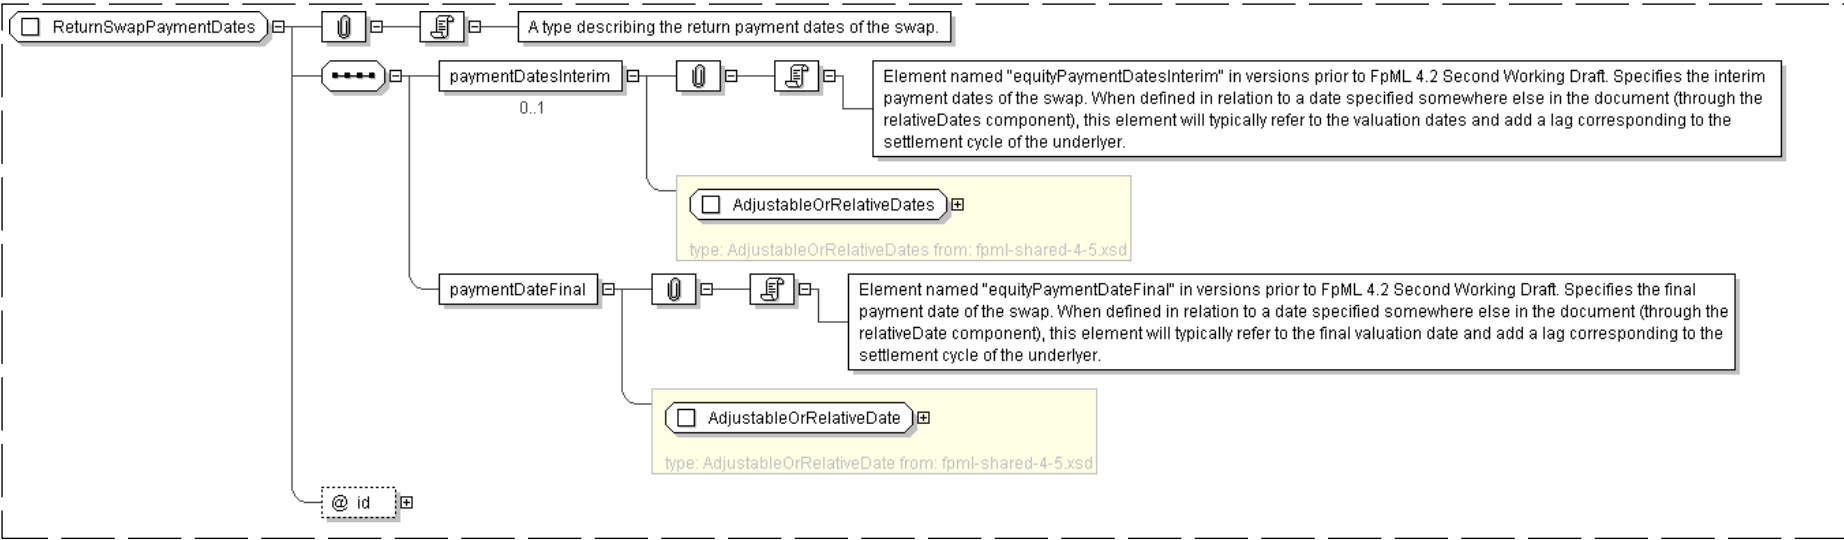 ReturnSwapPaymentDates
A type describing the return payment dates of the swap.
paymentDatesInterim
0..1
Element named "equityPaymentDatesInterim" in versions prior to FpML 4.2 Second Working Draft. Specifies the interim
payment dates of the swap. When defined in relation to a date specified somewhere else in the document (through the
relativeDates component), this element will typically refer to the valuation dates and add a lag corresponding to the
settlement cycle of the underlyer.
AdjustableOrRelativeDates
type: AdjustableOrRelativeDates from: fpml-shared-4-5.xsd
paymentDateFinal
Element named "equityPaymentDateFinal" in versions prior to FpML 4.2 Second Working Draft. Specifies the final
payment date of the swap. When defined in relation to a date specified somewhere else in the document (through the
relativeDate component), this element will typically refer to the final valuation date and add a lag corresponding to the
settlement cycle of the underlyer.
AdjustableOrRelativeDate
type: AdjustableOrRelativeDate from: fpml-shared-4-5.xsd
@ id